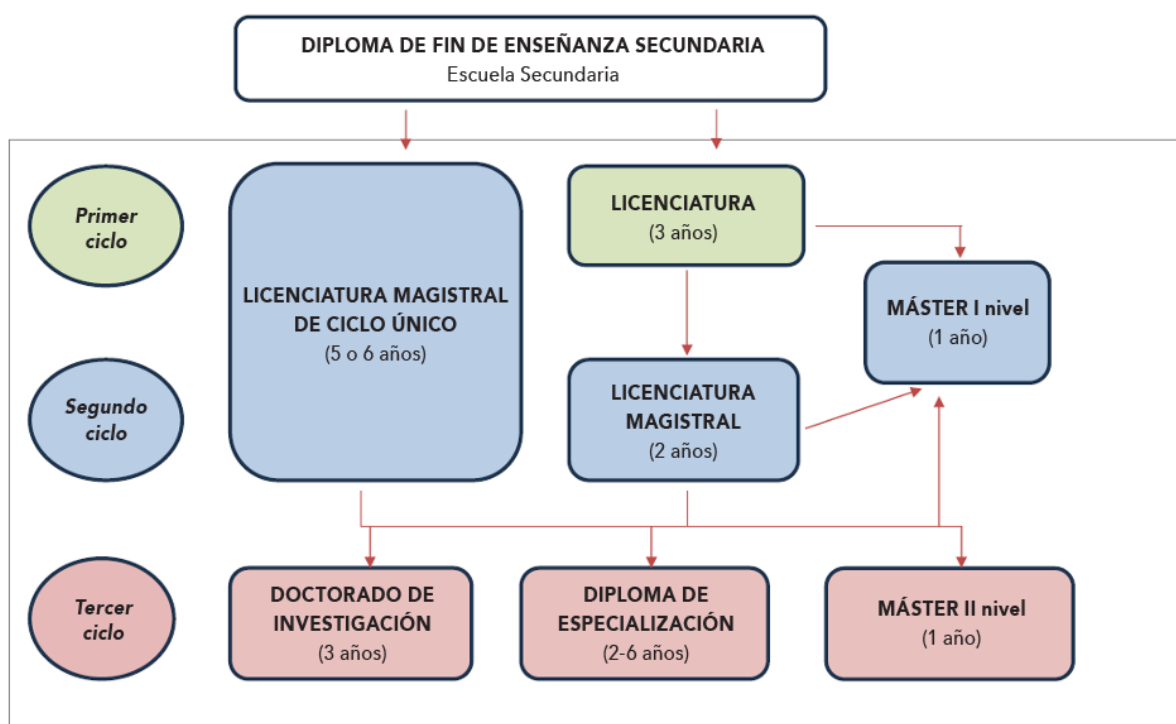 DIPLOMA DE FIN DE ENSEÑANZA SECUNDARIA
Escuela Secundaria
Primer
ciclo
LICENCIATURA
(3 años)
LICENCIATURA MAGISTRAL
DE CICLO ÚNICO
(5 o 6 años)
MÁSTER I nivel
(1 año)
Segundo
ciclo
LICENCIATURA
MAGISTRAL
(2 años)
Tercer
ciclo
DOCTORADO DE
INVESTIGACIÓN
(3 años)
DIPLOMA DE
ESPECIALIZACIÓN
(2-6 años)
MÁSTER II nivel
(1 año)